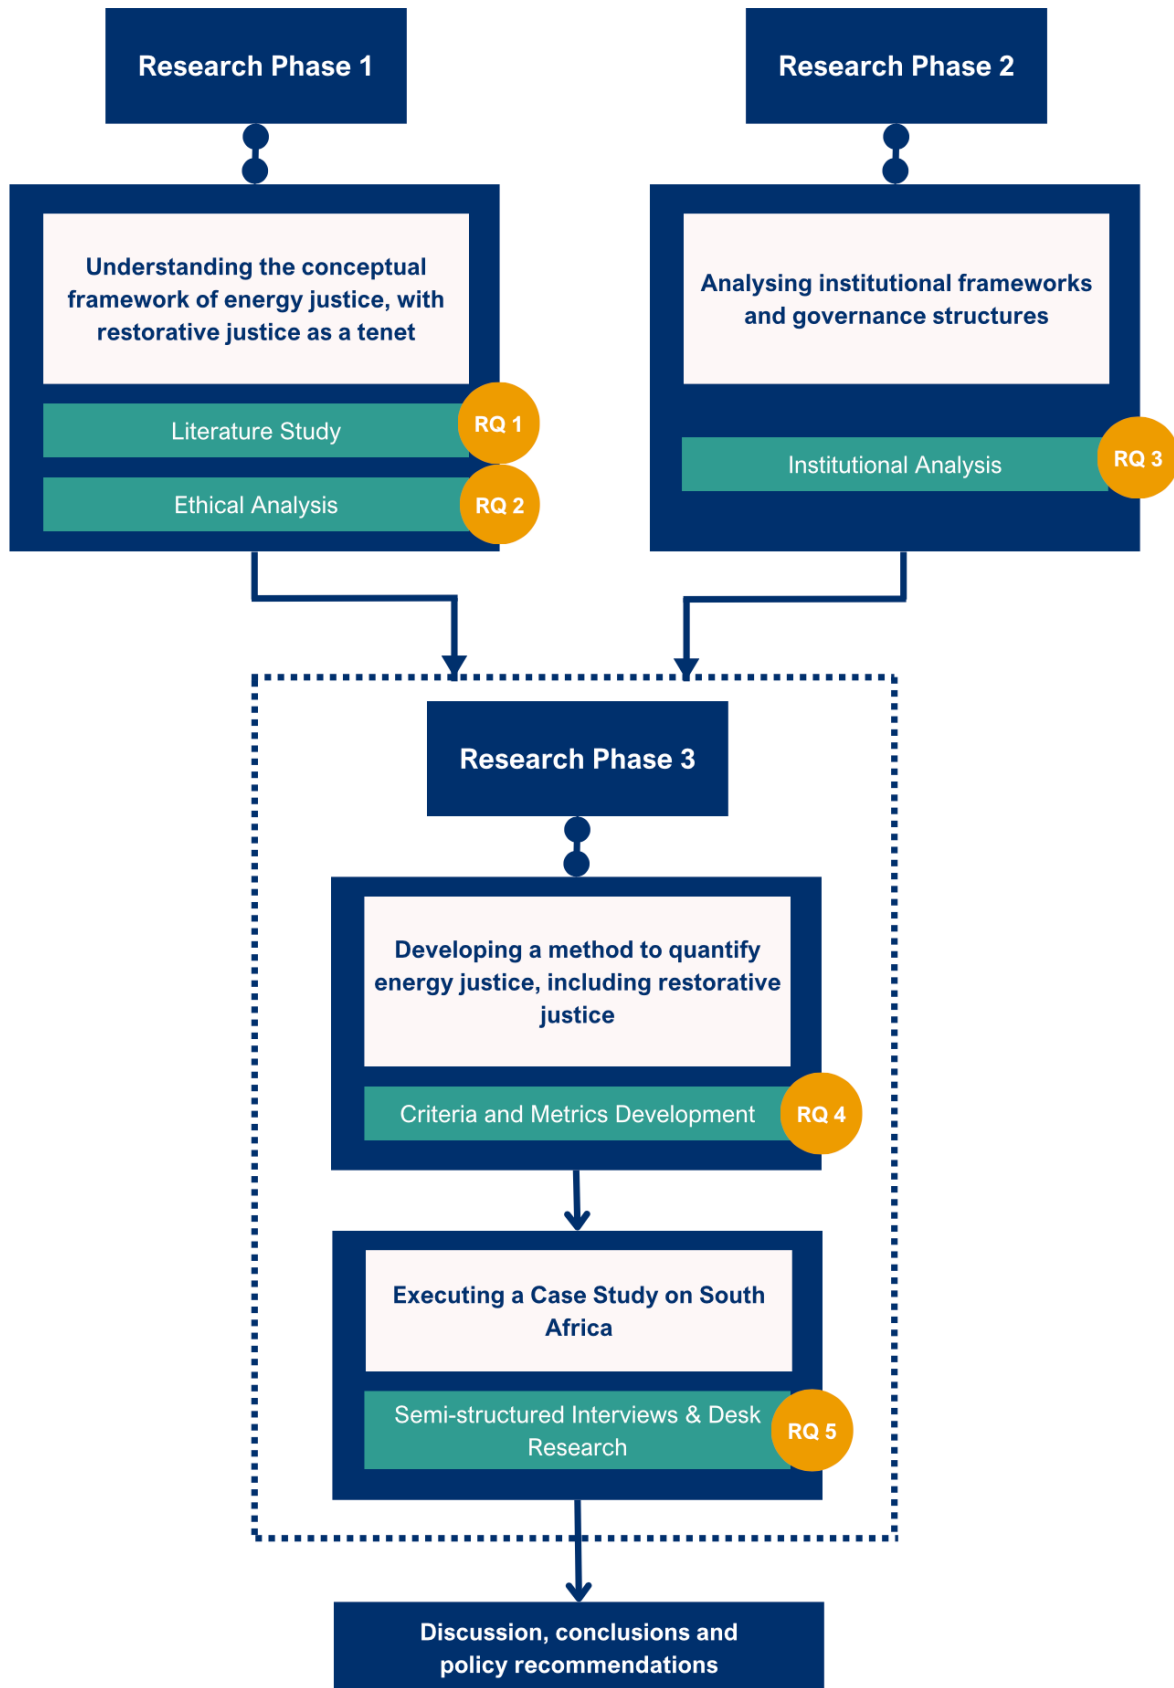 Research Phase 1
Understanding the conceptual
framework of energy justice, with
restorative justice as a tenet
Literature Study
RQ 1
Ethical Analysis
RQ 2
Research Phase 2
Analysing institutional frameworks
and governance structures
Institutional Analysis
RQ 3
Research Phase 3
Developing a method to quantify
energy justice, including restorative
justice
Criteria and Metrics Development
RQ 4
Executing a Case Study on South
Africa
Semi-structured Interviews & Desk
Research
RQ 5
Discussion, conclusions and
policy recommendations